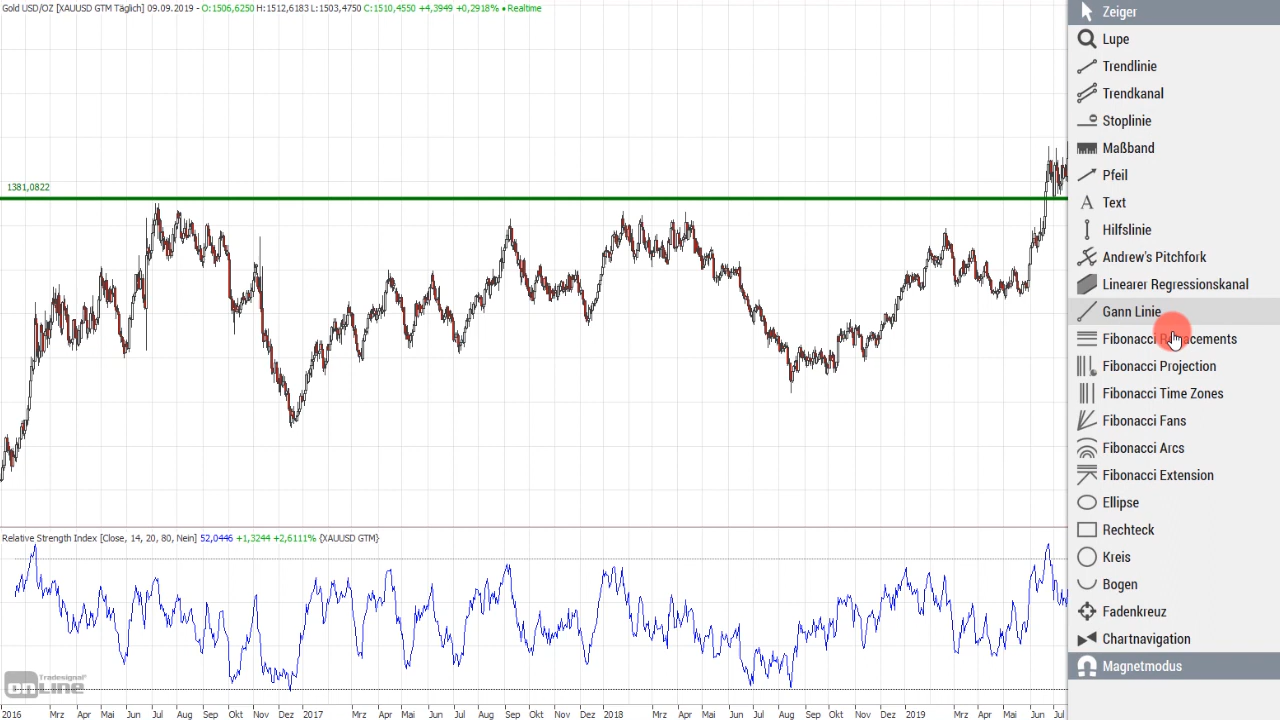 Gold USD/OZ [XAUUSD GTM Täglich] 09.09.2019 - O:1506,6250 H:1512,6183 L:1503,4750 C:1510,4550 +4,3949 +0,2918% • Realtime
1381,0822
Zeiger
Lupe
Trendlinie
Trendkanal
Stoplinie
Maßband
Pfeil
A Text
Hilfslinie
Andrew's Pitchfork
Linearer Regressionskanal
Gann Linie
Fibonacci
Fibonacci Projection
Fibonacci Time Zones
Fibonacci Fans
Fibonacci Arcs
Fibonacci Extension
Ellipse
Rechteck
Kreis
Bogen
Fadenkreuz
Chartnavigation
Magnetmodus
Relative Strength Index [Close, 14, 20, 80, Nein] 52,0446 +1,3244 +2,6111% {XAUUSD GTM}
Tradesignal
onLine
2016 Mrz Apr Mai Jun Jul Aug Sep Okt Nov Dez 2017 Mrz Apr Mai Jun Jul Aug Sep Okt Nov Dez 2018 Mrz Apr Mai Jun Jul Aug Sep Okt Nov Dez 2019 Mrz Apr Mai Jun Jul